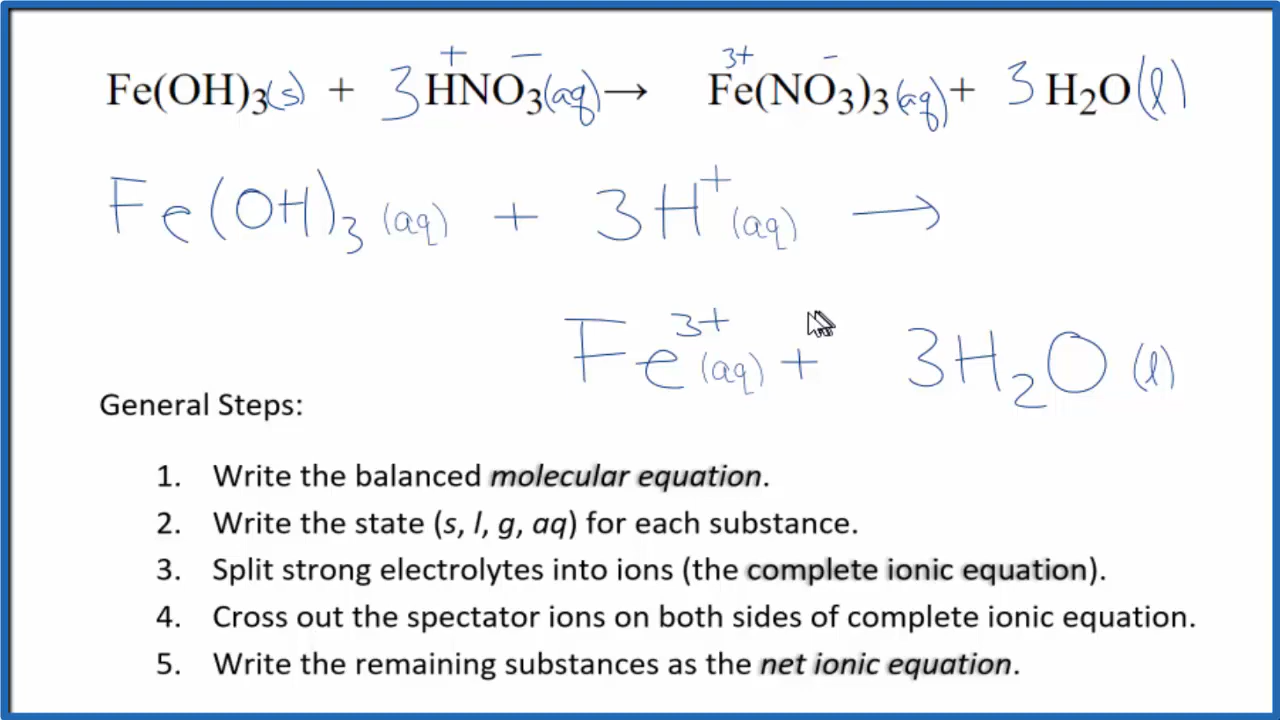 Fe(OH)₃(s) + 3HNO₃(aq) → Fe(NO₃)₃(aq) + 3H₂O(l)
+ − 3+ −
Fe(OH)₃(aq) + 3H⁺(aq) →
Fe³⁺(aq) + 3H₂O(l)
General Steps:
1. Write the balanced molecular equation.
2. Write the state (s, l, g, aq) for each substance.
3. Split strong electrolytes into ions (the complete ionic equation).
4. Cross out the spectator ions on both sides of complete ionic equation.
5. Write the remaining substances as the net ionic equation.